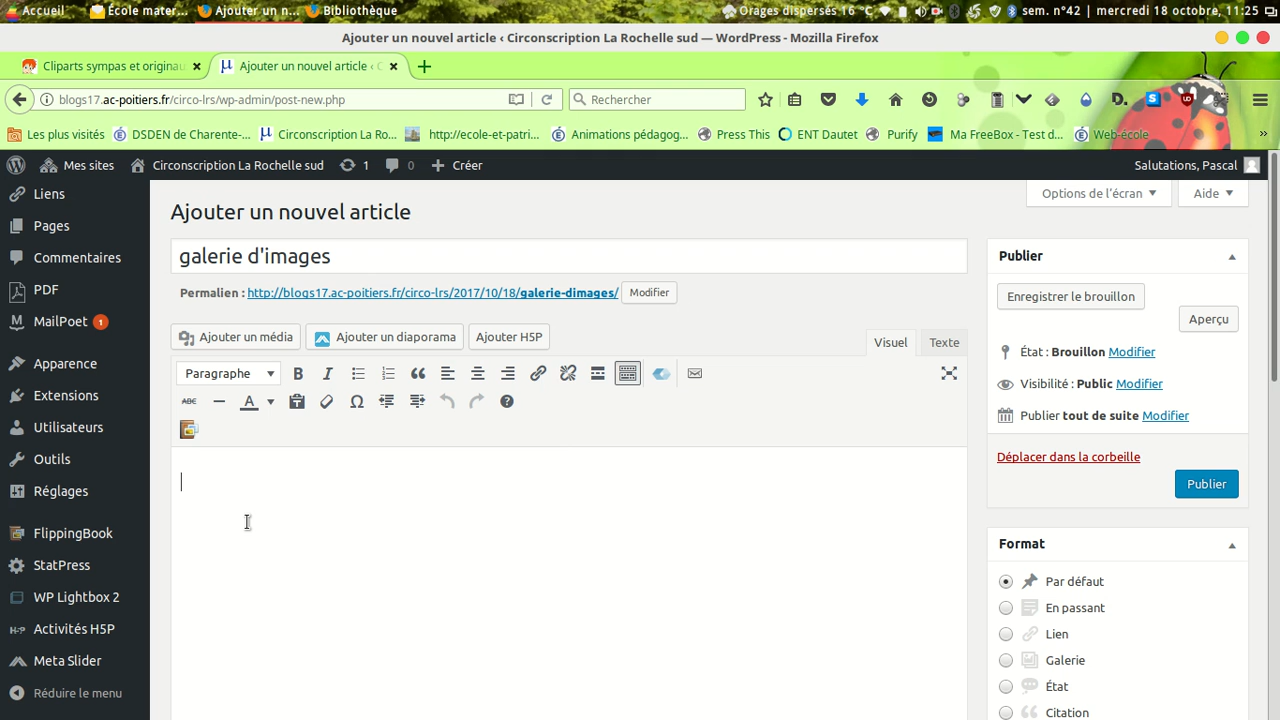 Accueil École mater... Ajouter un n... Bibliothèque Orages dispersés 16 °C sem. n°42 | mercredi 18 octobre, 11:25
Ajouter un nouvel article ‹ Circonscription La Rochelle sud — WordPress - Mozilla Firefox
Cliparts sympas et origina Ajouter un nouvel article ‹
blogs17.ac-poitiers.fr/circo-lrs/wp-admin/post-new.php Rechercher
Les plus visités DSDEN de Charente-... Circonscription La Ro... http://ecole-et-patri... Animations pédagog... Press This ENT Dautet Purify Ma FreeBox - Test d... Web-école
Mes sites Circonscription La Rochelle sud 1 0 Créer Salutations, Pascal
Liens
Pages
Commentaires
PDF
MailPoet 1
Apparence
Extensions
Utilisateurs
Outils
Réglages
FlippingBook
StatPress
WP Lightbox 2
Activités H5P
Meta Slider
Réduire le menu
Options de l'écran Aide
Ajouter un nouvel article
galerie d'images
Permalien : http://blogs17.ac-poitiers.fr/circo-lrs/2017/10/18/galerie-dimages/ Modifier
Ajouter un média Ajouter un diaporama Ajouter H5P Visuel Texte
Paragraphe
Publier
Enregistrer le brouillon
Aperçu
État : Brouillon Modifier
Visibilité : Public Modifier
Publier tout de suite Modifier
Déplacer dans la corbeille
Publier
Format
Par défaut
En passant
Lien
Galerie
État
Citation